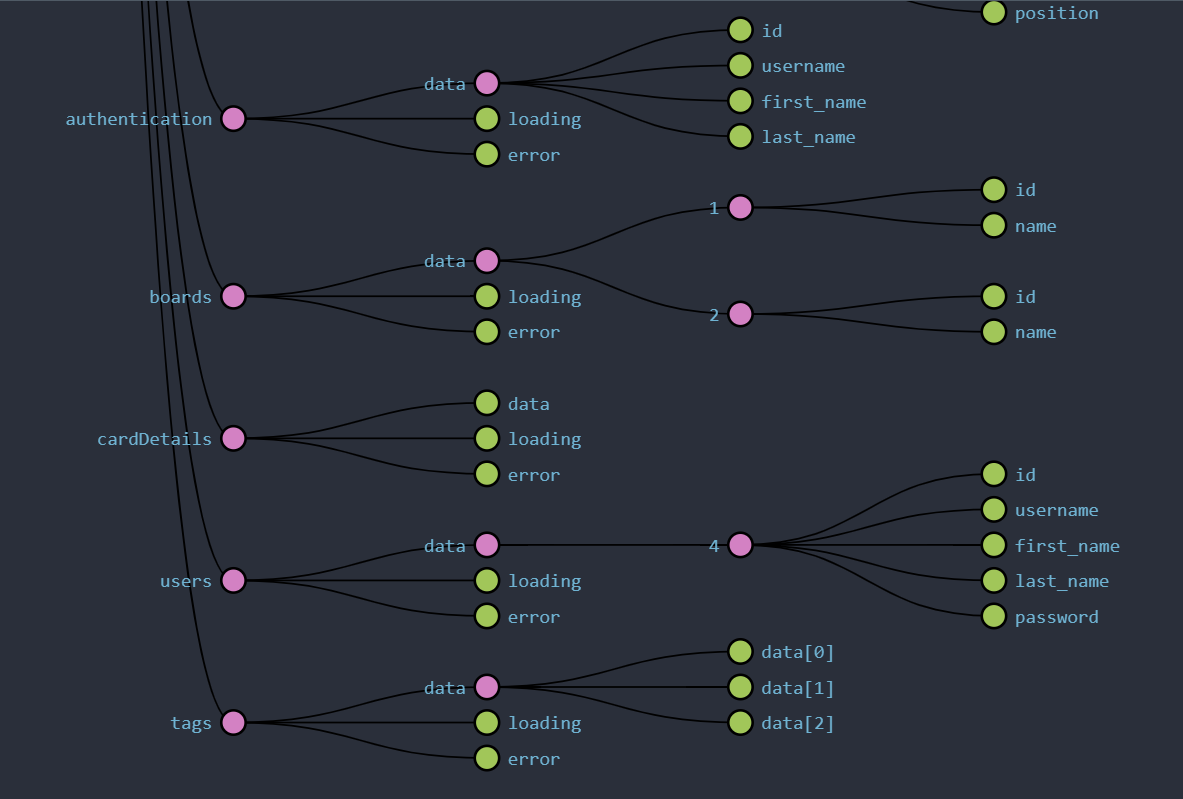 position
id
data
username
authentication
loading
first_name
error
last_name
1
id
name
data
boards
loading
error
2
id
name
data
cardDetails
loading
error
id
username
data
4
first_name
users
loading
last_name
error
password
data[0]
data
data[1]
tags
loading
data[2]
error